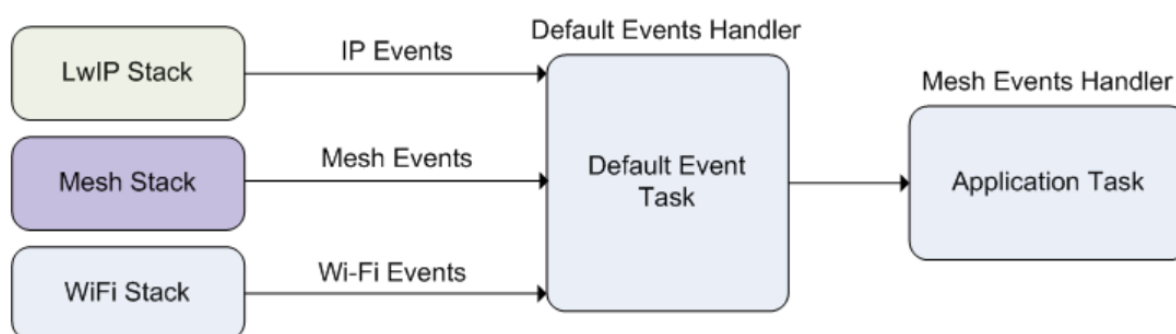 Default Events Handler
IP Events
LwIP Stack
Mesh Events Handler
Mesh Events
Default Event
Task
Mesh Stack
Application Task
Wi-Fi Events
WiFi Stack